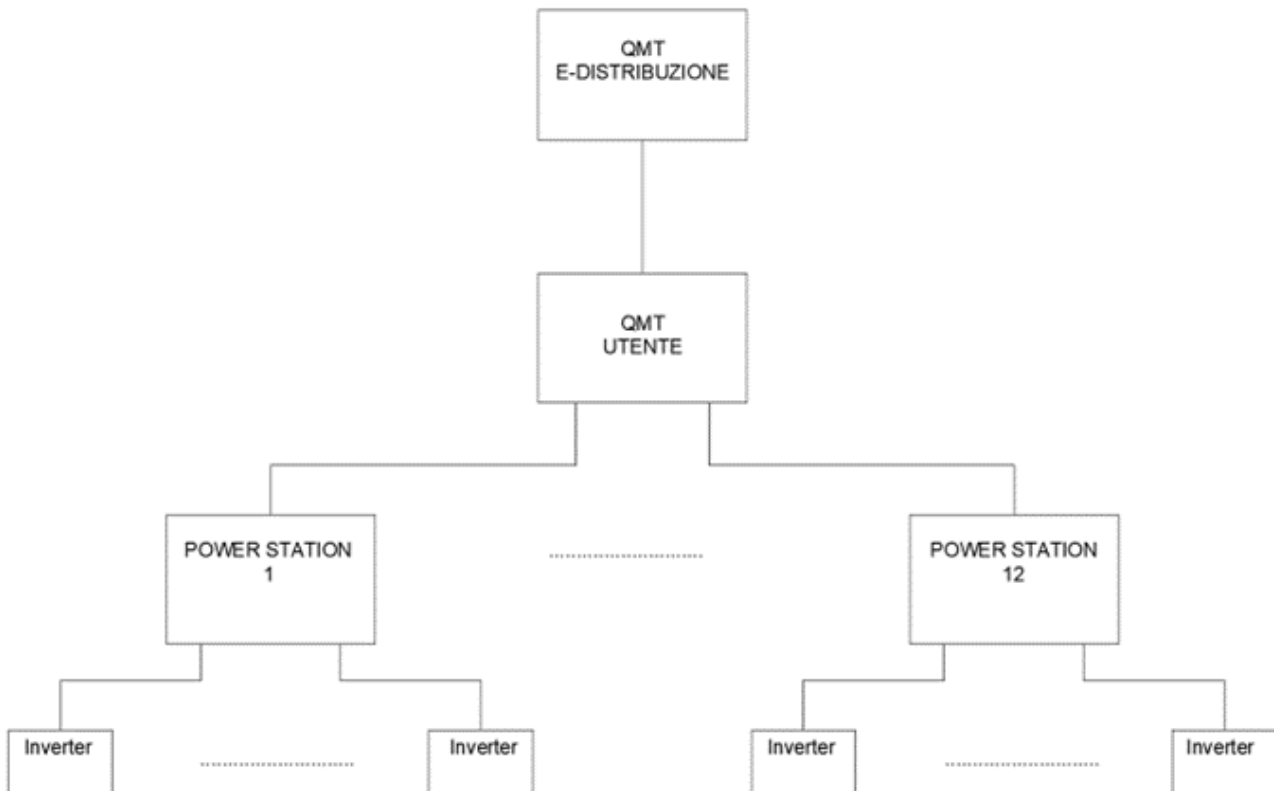 QMT
E-DISTRIBUZIONE
QMT
UTENTE
POWER STATION
1
POWER STATION
12
Inverter
Inverter
Inverter
Inverter